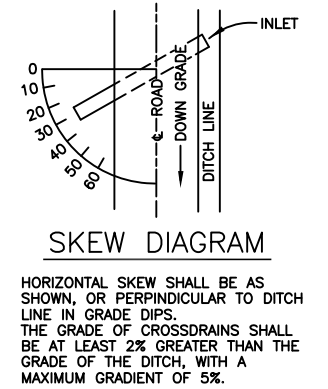 INLET
0
10
20
30
40
50
60
℄—ROAD
DOWN GRADE
DITCH LINE
SKEW DIAGRAM
HORIZONTAL SKEW SHALL BE AS
SHOWN, OR PERPINDICULAR TO DITCH
LINE IN GRADE DIPS.
THE GRADE OF CROSSDRAINS SHALL
BE AT LEAST 2% GREATER THAN THE
GRADE OF THE DITCH, WITH A
MAXIMUM GRADIENT OF 5%.